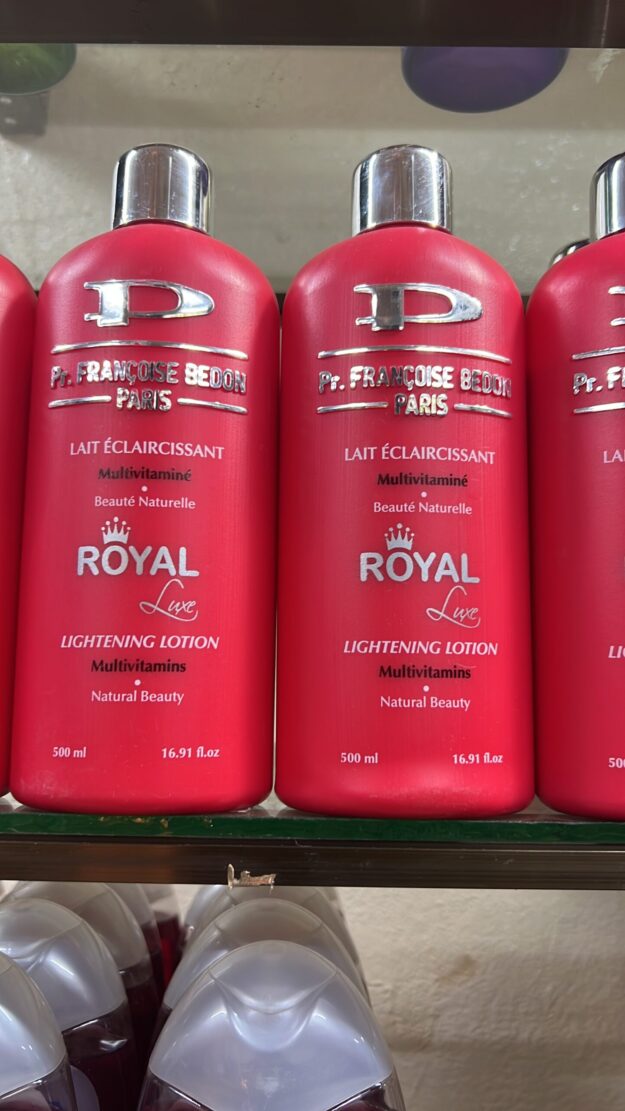 Pr. FRANÇOISE BEDON
PARIS
LAIT ÉCLAIRCISSANT
Multivitaminé
Beauté Naturelle
ROYAL
Luxe
LIGHTENING LOTION
Multivitamins
Natural Beauty
500 ml 16.91 fl.oz
Pr. FRANÇOISE BEDON
PARIS
LAIT ÉCLAIRCISSANT
Multivitaminé
Beauté Naturelle
ROYAL
Luxe
LIGHTENING LOTION
Multivitamins
Natural Beauty
500 ml 16.91 fl.oz
Pr.